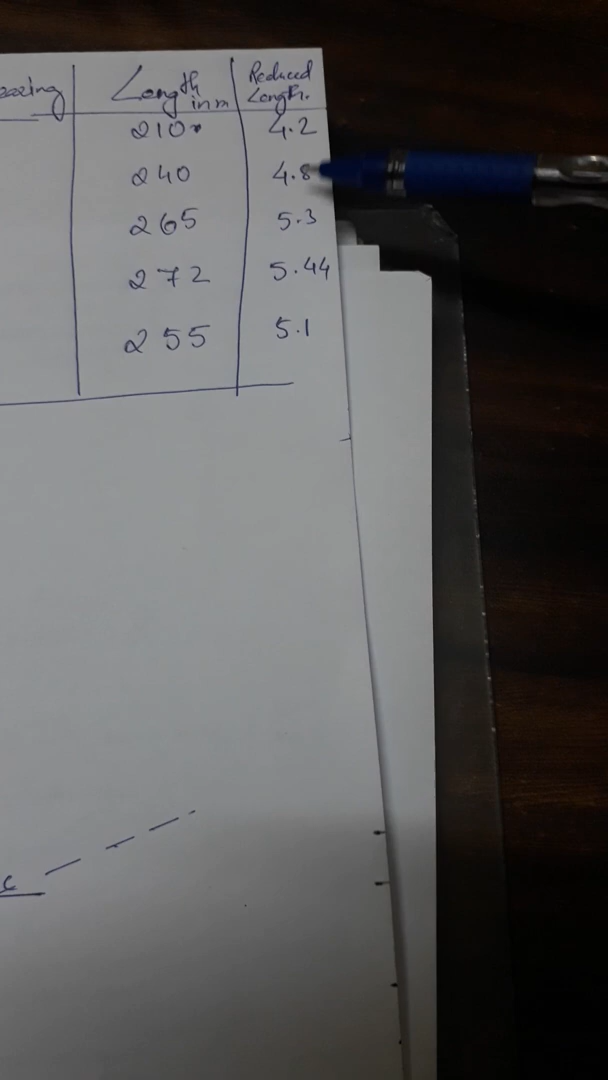 Length Reduced
in m Length.
210 4.2
240 4.8
265 5.3
272 5.44
255 5.1
c